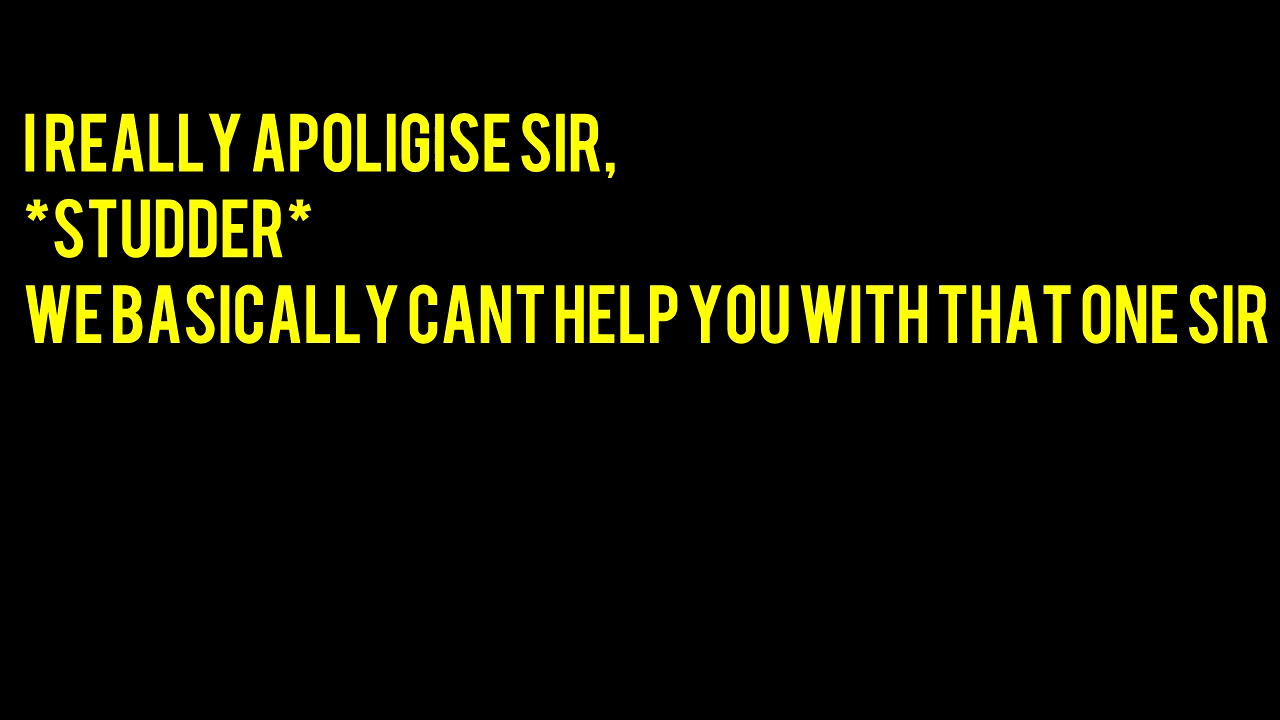 I REALLY APOLIGISE SIR,
*STUDDER*
WE BASICALLY CANT HELP YOU WITH THAT ONE SIR